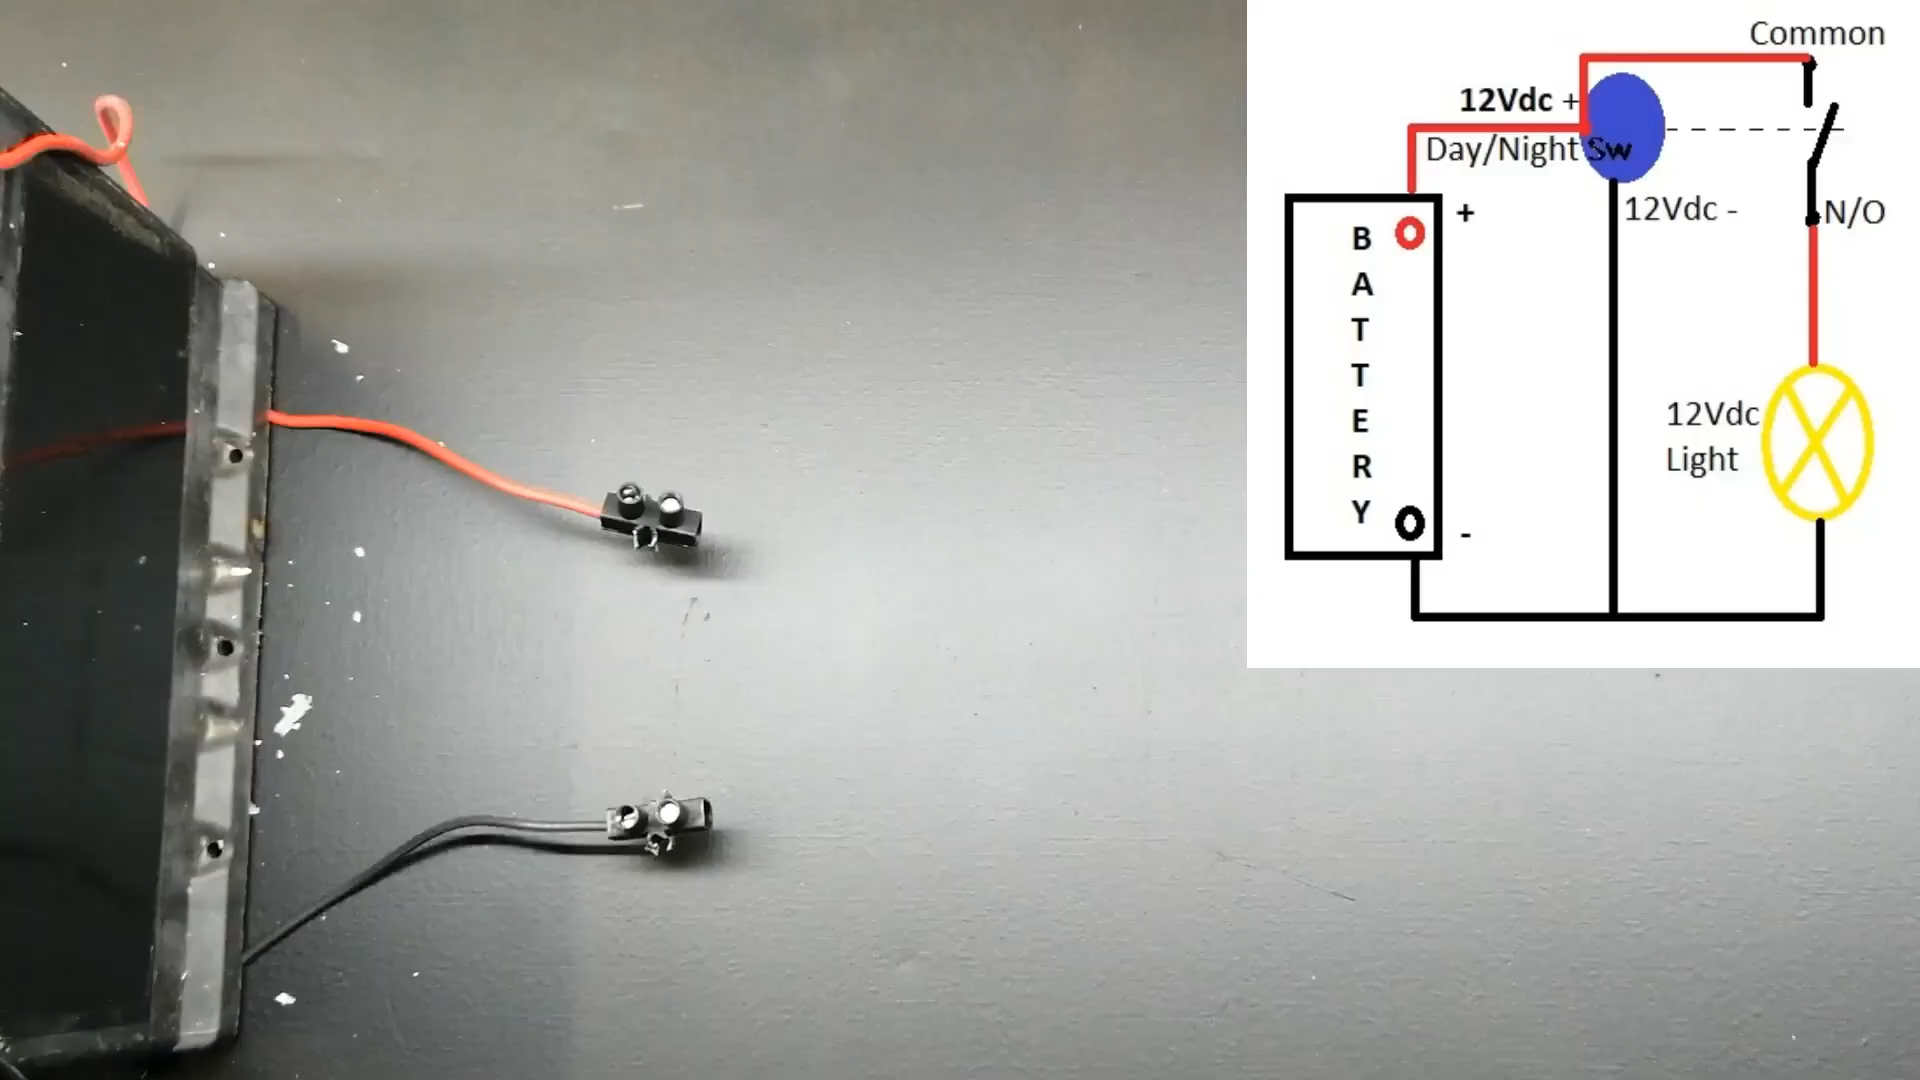 Common
12Vdc +
Day/Night Sw
+
12Vdc -
N/O
B
A
T
T
E
R
Y
12Vdc
Light
-